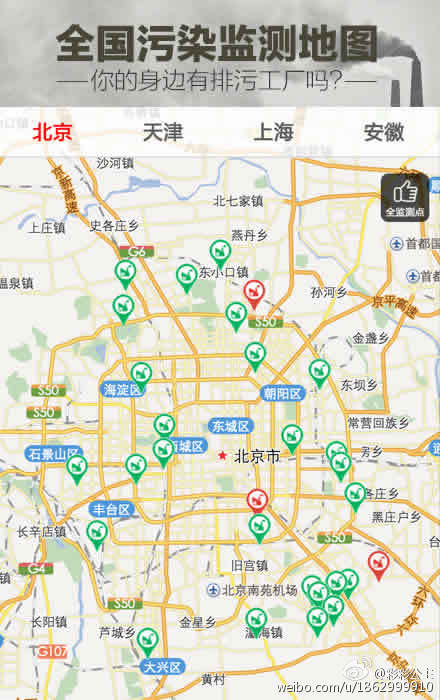 全国污染监测地图
你的身边有排污工厂吗?
北京 天津 上海 安徽
沙河镇
京新高速
北七家镇
全监测点
上庄镇
史各庄乡
燕丹乡
G6
首都国
温泉镇
东小口镇
首都
孙河乡
京平高速
S50
金盏乡
S50
海淀区
朝阳区
东坝乡
S50
东城区
常营回族乡
石景山区
西城区
北京市
房乡
各庄乡
丰台区
黑庄户乡
长辛店镇
S50
G4
旧宫镇
北京南苑机场
S50
六环
长阳镇
芦城乡
金星乡
瀛海镇
G107
大兴区
黄村
weibo.com/u/1862999910